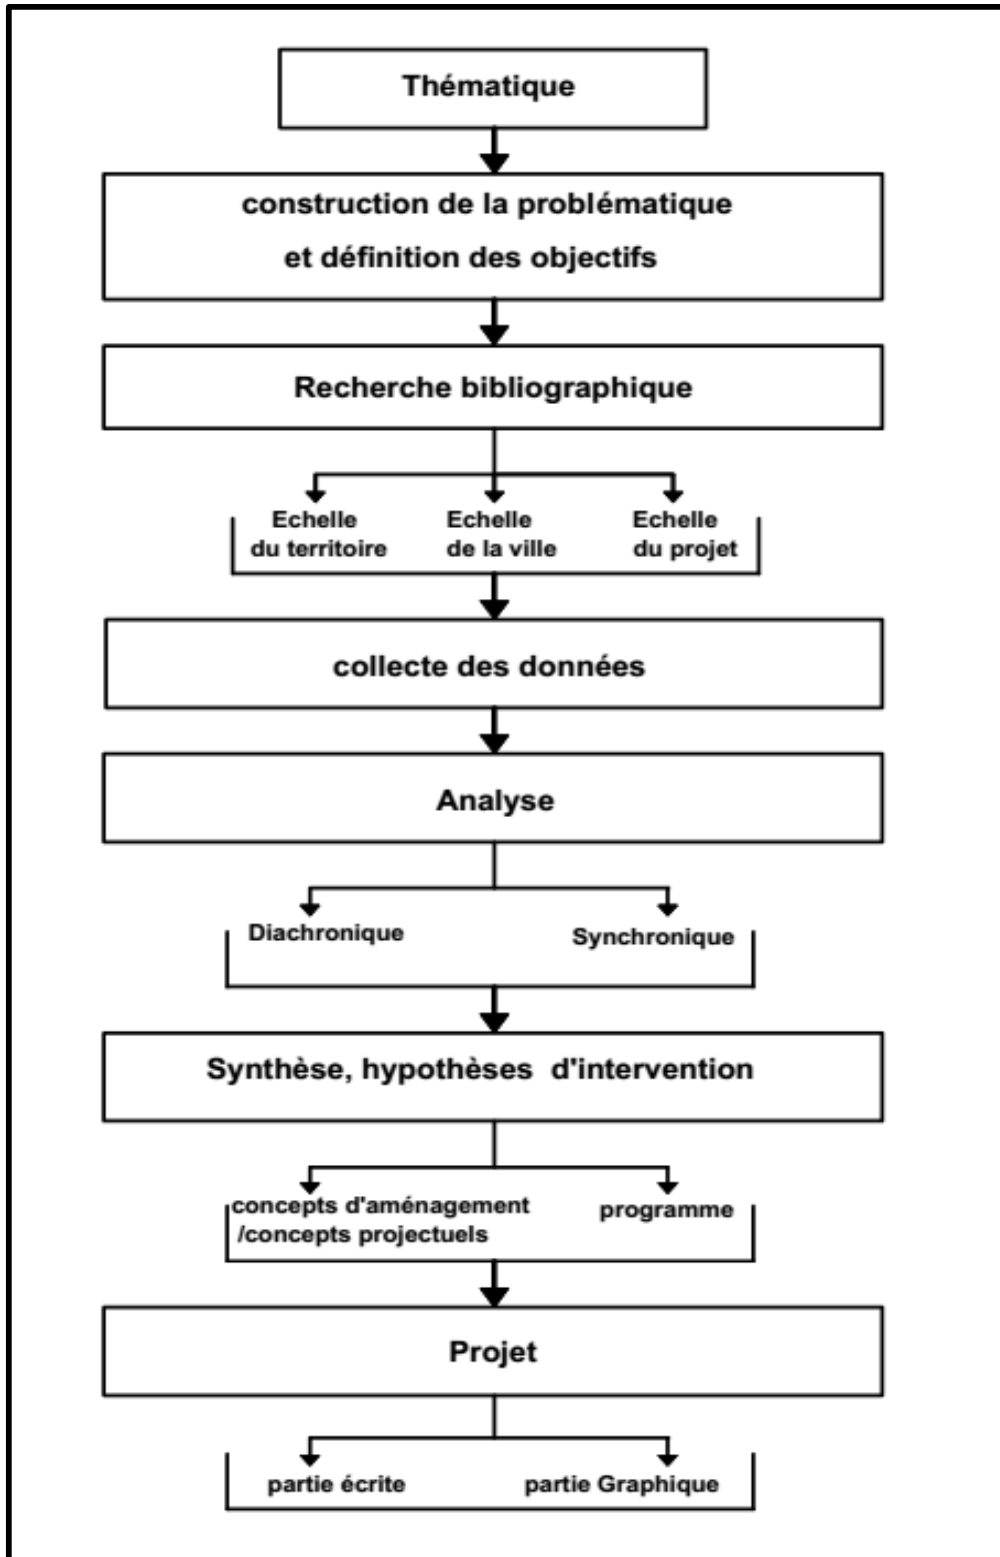 Thématique
construction de la problématique
et définition des objectifs
Recherche bibliographique
Echelle Echelle Echelle
du territoire de la ville du projet
collecte des données
Analyse
Diachronique Synchronique
Synthèse, hypothèses d'intervention
concepts d'aménagement programme
/concepts projectuels
Projet
partie écrite partie Graphique